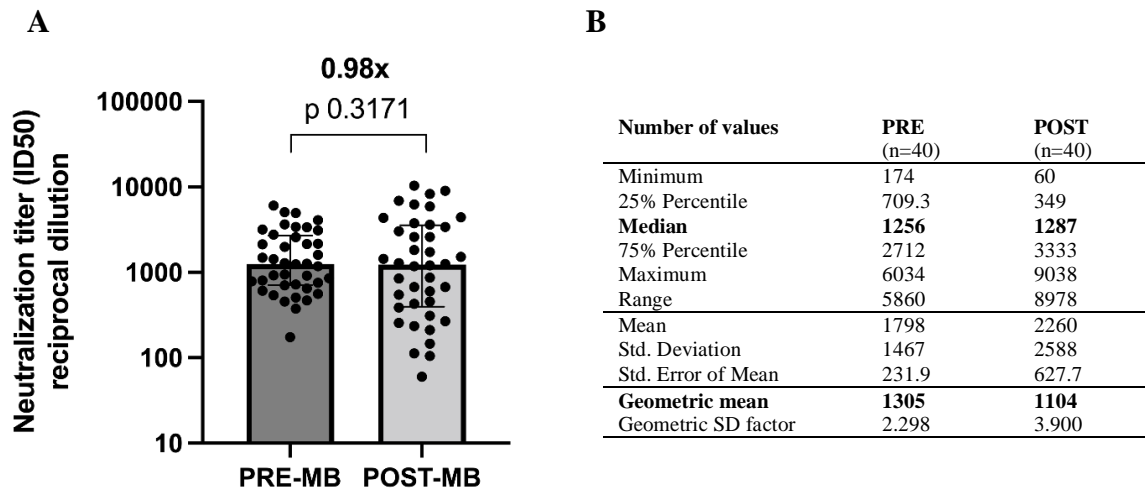 A
0.98x
p 0.3171
Neutralization titer (ID50)
reciprocal dilution
100000
10000
1000
100
10
PRE-MB POST-MB
B
Number of values PRE POST
(n=40) (n=40)
Minimum 174 60
25% Percentile 709.3 349
Median 1256 1287
75% Percentile 2712 3333
Maximum 6034 9038
Range 5860 8978
Mean 1798 2260
Std. Deviation 1467 2588
Std. Error of Mean 231.9 627.7
Geometric mean 1305 1104
Geometric SD factor 2.298 3.900